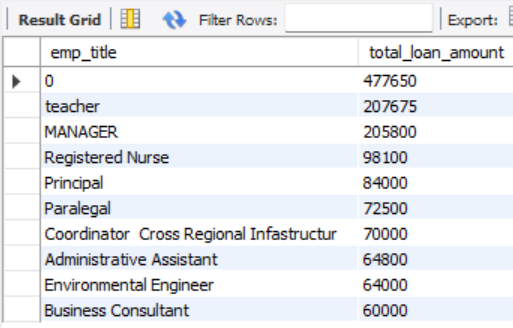 Result Grid Filter Rows: Export:
emp_title total_loan_amount
0 477650
teacher 207675
MANAGER 205800
Registered Nurse 98100
Principal 84000
Paralegal 72500
Coordinator  Cross Regional Infastructur 70000
Administrative Assistant 64800
Environmental Engineer 64000
Business Consultant 60000